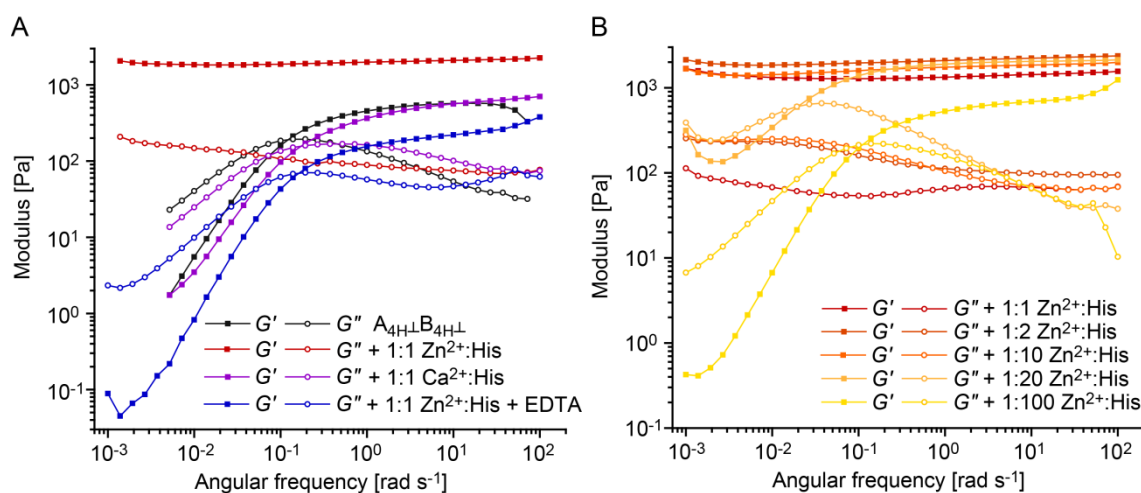 A
Modulus [Pa]
10³
10²
10¹
10⁰
10⁻¹
G′ G″ A₄H⊥B₄H⊥
G′ G″ + 1:1 Zn²⁺:His
G′ G″ + 1:1 Ca²⁺:His
G′ G″ + 1:1 Zn²⁺:His + EDTA
10⁻³ 10⁻² 10⁻¹ 10⁰ 10¹ 10²
Angular frequency [rad s⁻¹]
B
Modulus [Pa]
10³
10²
10¹
10⁰
10⁻¹
G′ G″ + 1:1 Zn²⁺:His
G′ G″ + 1:2 Zn²⁺:His
G′ G″ + 1:10 Zn²⁺:His
G′ G″ + 1:20 Zn²⁺:His
G′ G″ + 1:100 Zn²⁺:His
10⁻³ 10⁻² 10⁻¹ 10⁰ 10¹ 10²
Angular frequency [rad s⁻¹]